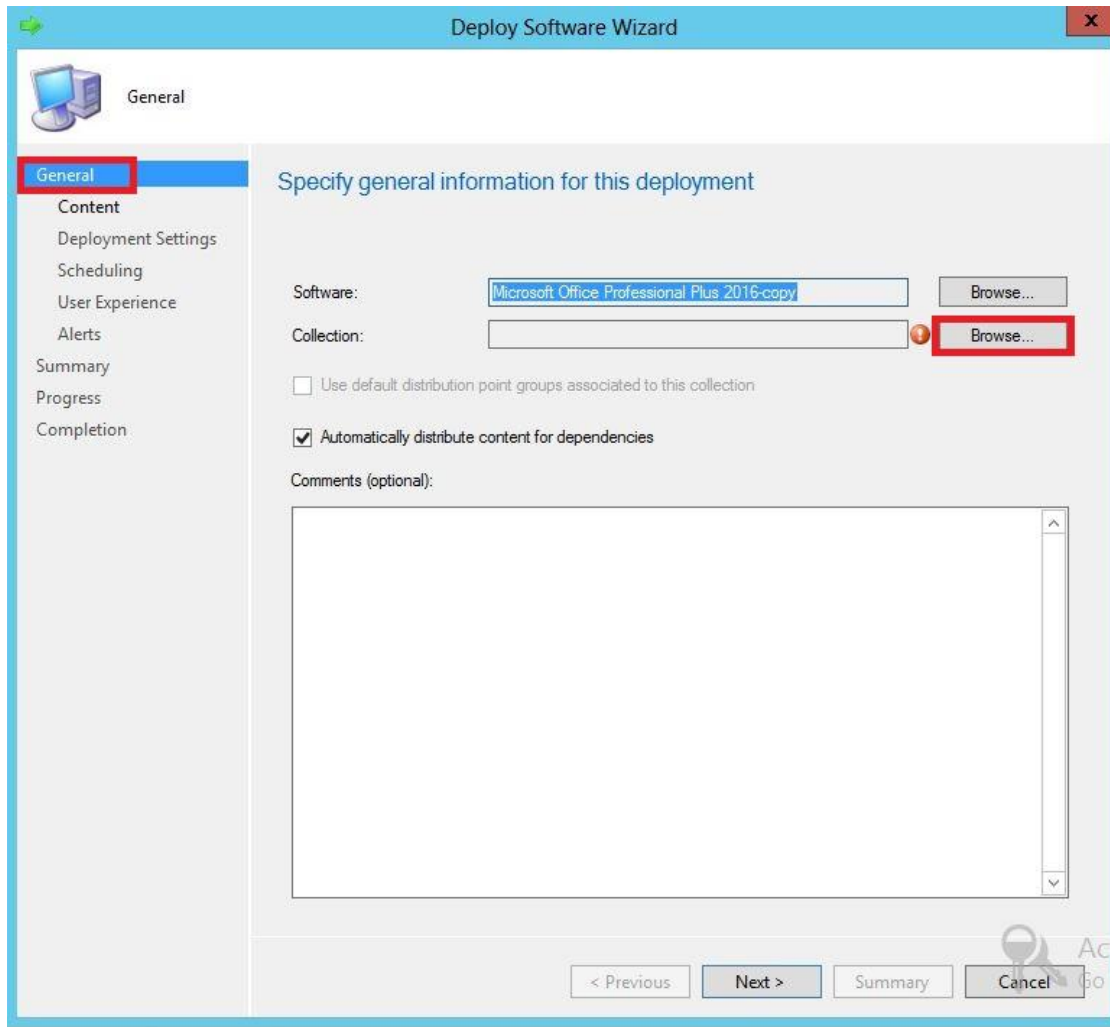 Deploy Software Wizard
x
General
General
Content
Deployment Settings
Scheduling
User Experience
Alerts
Summary
Progress
Completion
Specify general information for this deployment
Software:
Microsoft Office Professional Plus 2016-copy
Browse...
Collection:
Browse...
Use default distribution point groups associated to this collection
Automatically distribute content for dependencies
Comments (optional):
< Previous
Next >
Summary
Cancel
Go